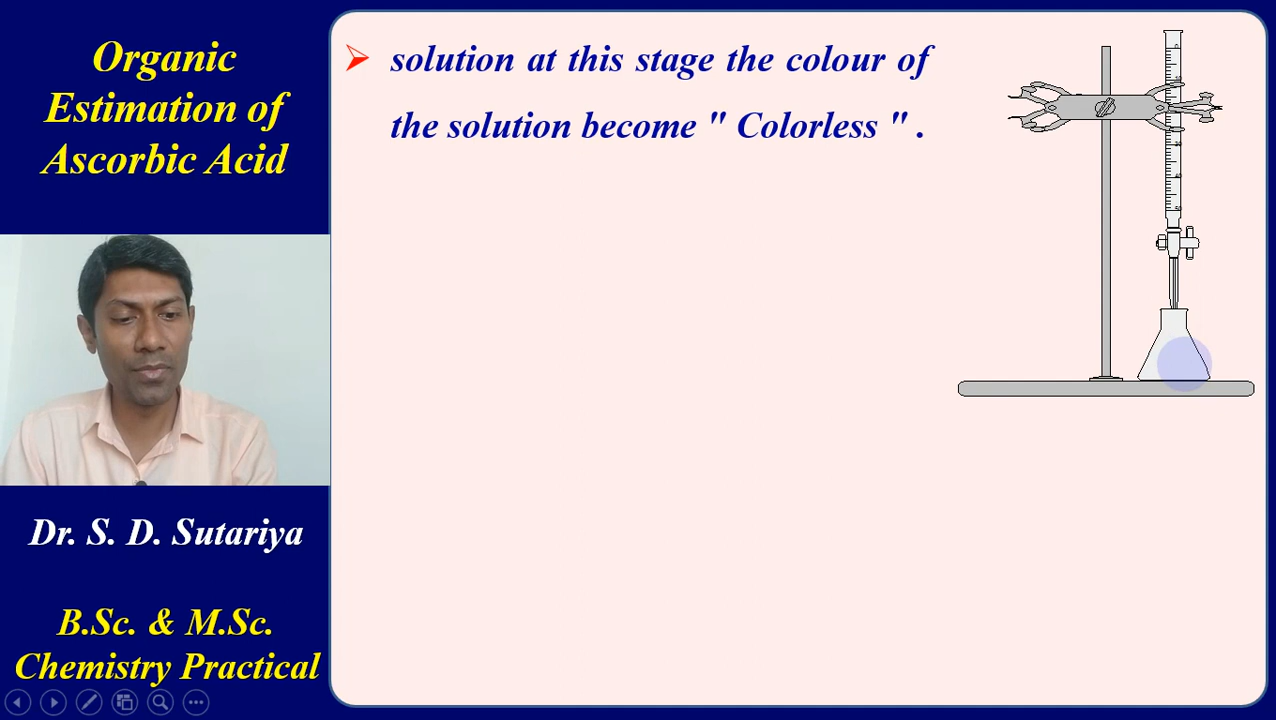 Organic
Estimation of
Ascorbic Acid
Dr. S. D. Sutariya
B.Sc. & M.Sc.
Chemistry Practical
solution at this stage the colour of
the solution become " Colorless " .